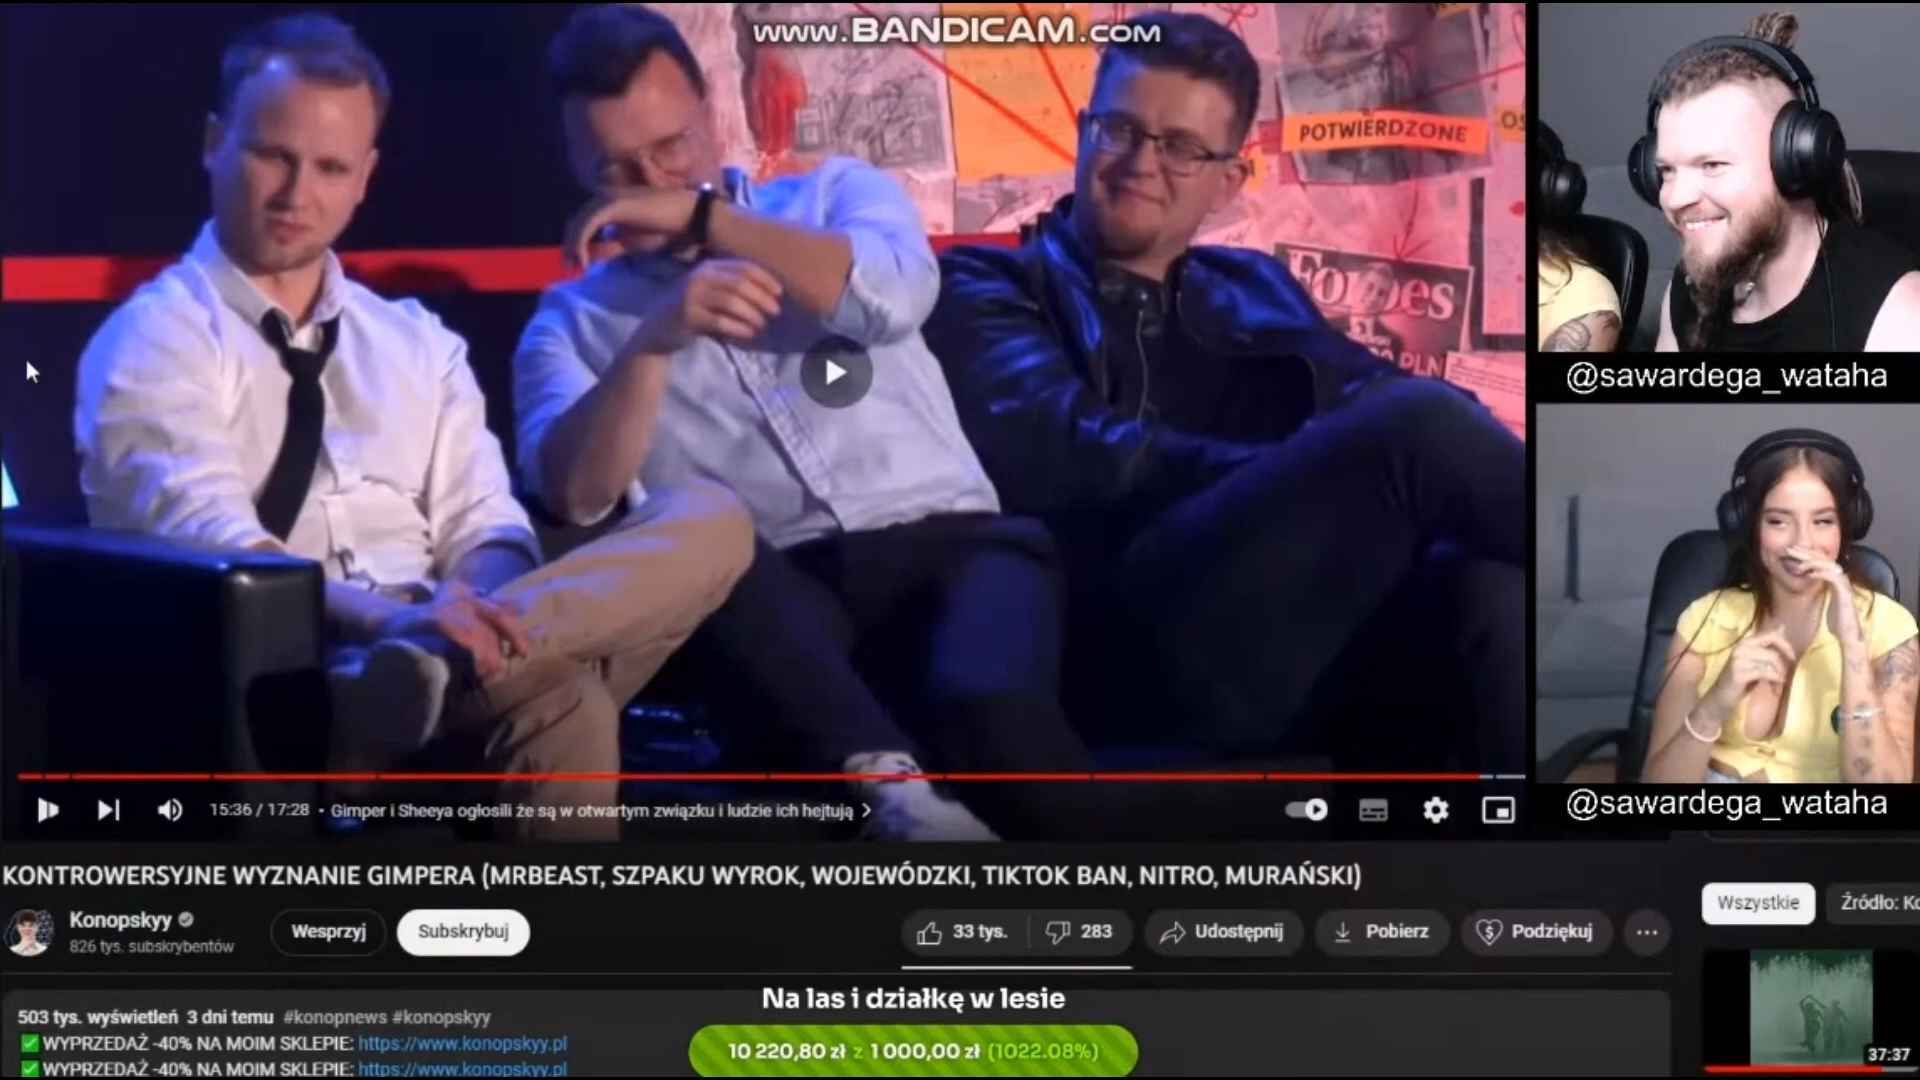 www.BANDICAM.com
POTWIERDZONE
Forbes
PLN
@sawardega_wataha
@sawardega_wataha
15:36 / 17:28 • Gimper i Sheeya ogłosili że są w otwartym związku i ludzie ich hejtują
KONTROWERSYJNE WYZNANIE GIMPERA (MRBEAST, SZPAKU WYROK, WOJEWÓDZKI, TIKTOK BAN, NITRO, MURAŃSKI)
Konopskyy
826 tys. subskrybentów
Wesprzyj
Subskrybuj
33 tys.
283
Udostępnij
Pobierz
Podziękuj
Wszystkie
Źródło: Ko
Na las i działkę w lesie
10 220,80 zł z 1 000,00 zł (1022.08%)
503 tys. wyświetleń 3 dni temu #konopnews #konopskyy
WYPRZEDAŻ -40% NA MOIM SKLEPIE: https://www.konopskyy.pl
WYPRZEDAŻ -40% NA MOIM SKLEPIE: https://www.konopskyy.pl
37:37